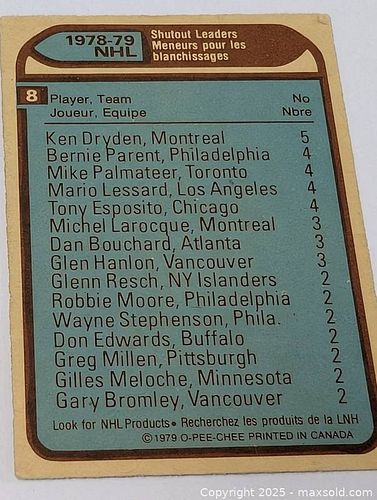 1978-79
NHL
Shutout Leaders
Meneurs pour les
blanchissages
8
Player, Team No
Joueur, Equipe Nbre
Ken Dryden, Montreal 5
Bernie Parent, Philadelphia 4
Mike Palmateer, Toronto 4
Mario Lessard, Los Angeles 4
Tony Esposito, Chicago 4
Michel Larocque, Montreal 3
Dan Bouchard, Atlanta 3
Glen Hanlon, Vancouver 3
Glenn Resch, NY Islanders 2
Robbie Moore, Philadelphia 2
Wayne Stephenson, Phila. 2
Don Edwards, Buffalo 2
Greg Millen, Pittsburgh 2
Gilles Meloche, Minnesota 2
Gary Bromley, Vancouver 2
Look for NHL Products • Recherchez les produits de la LNH
© 1979 O-PEE-CHEE PRINTED IN CANADA
Copyright 2025 - maxsold.com